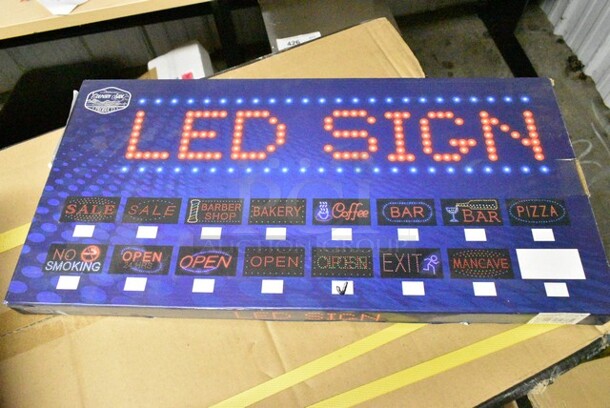 LED SIGN
SALE
SALE
BARBER
SHOP
BAKERY
Coffee
BAR
BAR
PIZZA
NO
SMOKING
OPEN
OPEN
OPEN
OPEN
EXIT
MANCAVE
LED SIGN